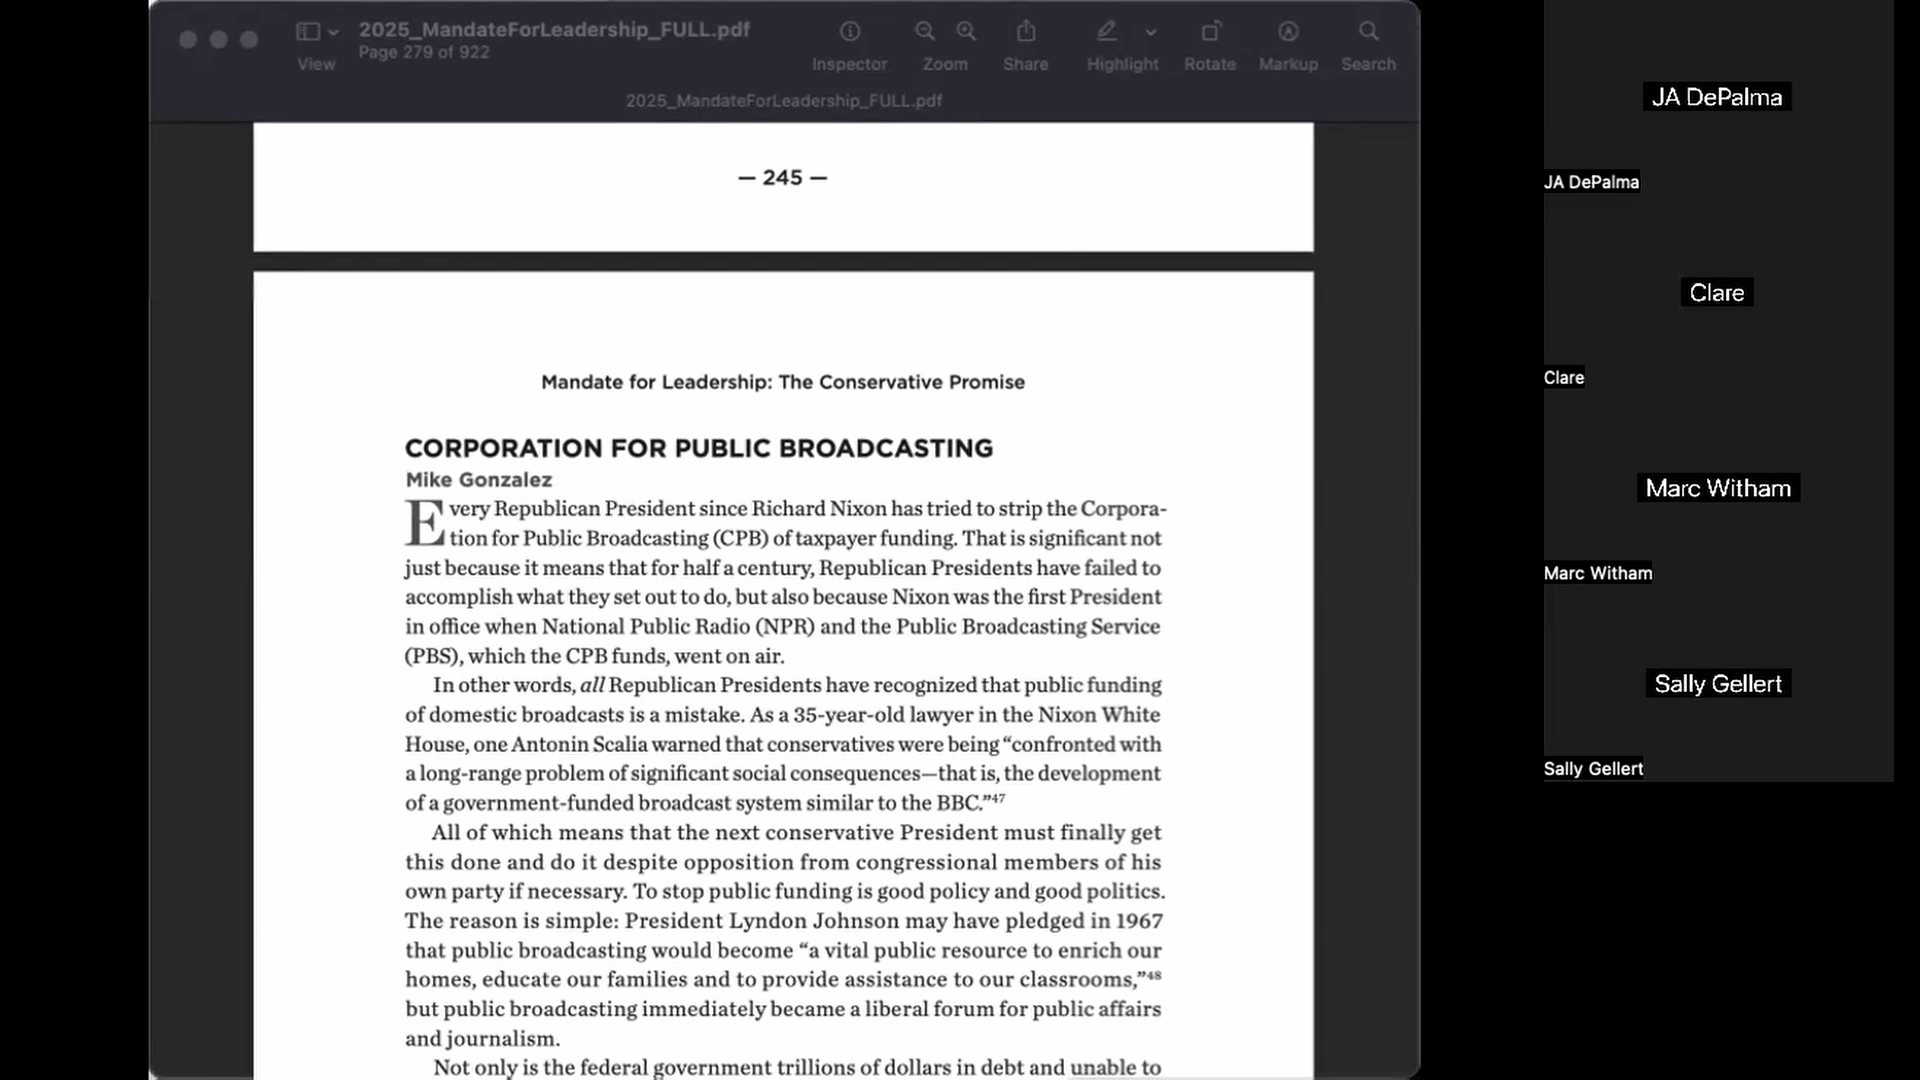 2025_MandateForLeadership_FULL.pdf
Page 279 of 922
View
Inspector
Zoom
Share
Highlight
Rotate
Markup
Search
2025_MandateForLeadership_FULL.pdf
— 245 —
Mandate for Leadership: The Conservative Promise
CORPORATION FOR PUBLIC BROADCASTING
Mike Gonzalez
Every Republican President since Richard Nixon has tried to strip the Corpora-
tion for Public Broadcasting (CPB) of taxpayer funding. That is significant not
just because it means that for half a century, Republican Presidents have failed to
accomplish what they set out to do, but also because Nixon was the first President
in office when National Public Radio (NPR) and the Public Broadcasting Service
(PBS), which the CPB funds, went on air.
In other words, all Republican Presidents have recognized that public funding
of domestic broadcasts is a mistake. As a 35-year-old lawyer in the Nixon White
House, one Antonin Scalia warned that conservatives were being “confronted with
a long-range problem of significant social consequences—that is, the development
of a government-funded broadcast system similar to the BBC.”47
All of which means that the next conservative President must finally get
this done and do it despite opposition from congressional members of his
own party if necessary. To stop public funding is good policy and good politics.
The reason is simple: President Lyndon Johnson may have pledged in 1967
that public broadcasting would become “a vital public resource to enrich our
homes, educate our families and to provide assistance to our classrooms,”48
but public broadcasting immediately became a liberal forum for public affairs
and journalism.
Not only is the federal government trillions of dollars in debt and unable to
JA DePalma
JA DePalma
Clare
Clare
Marc Witham
Marc Witham
Sally Gellert
Sally Gellert